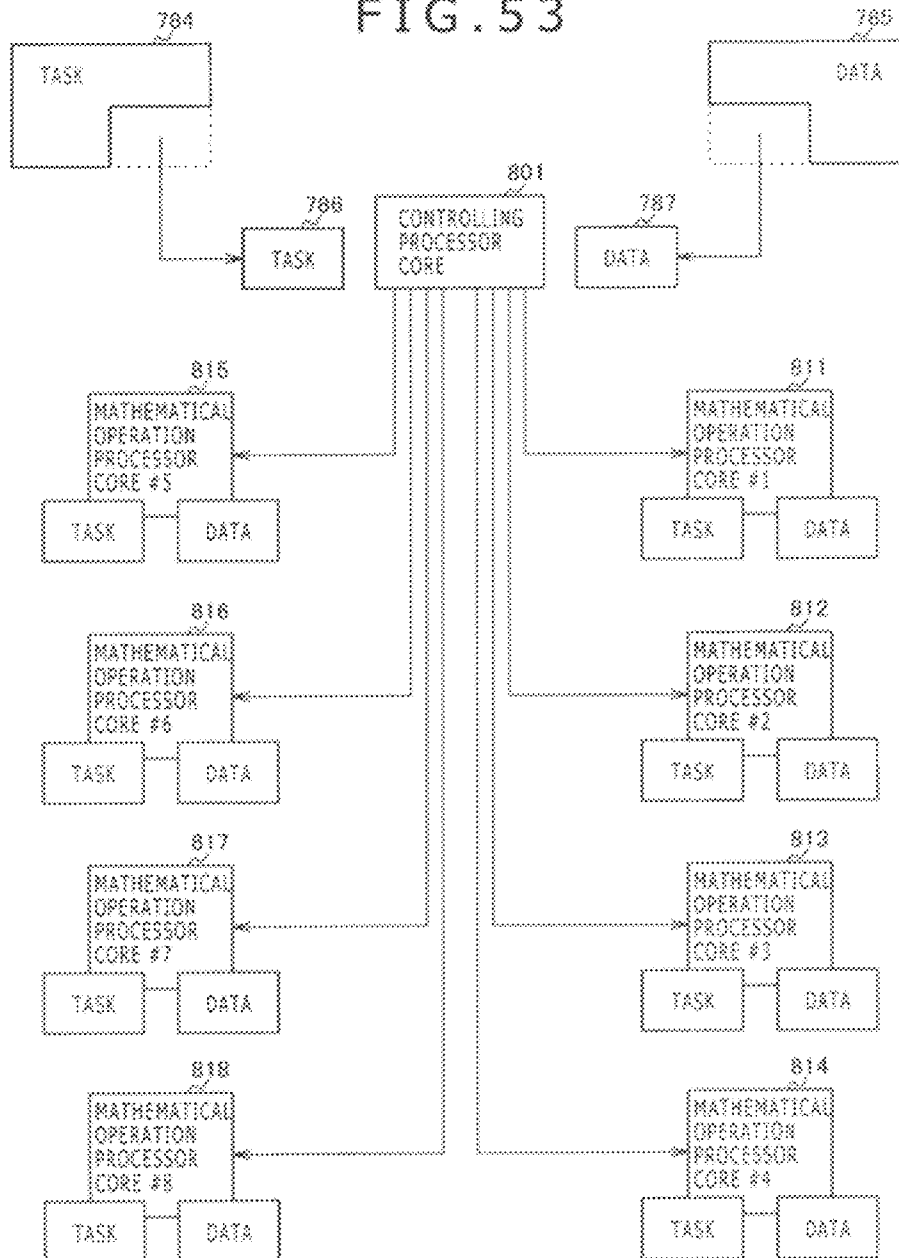 FIG.53
784
785
TASK
DATA
801
786
787
CONTROLLING
PROCESSOR
CORE
TASK
DATA
815
811
MATHEMATICAL
OPERATION
PROCESSOR
CORE #5
MATHEMATICAL
OPERATION
PROCESSOR
CORE #1
TASK
DATA
TASK
DATA
816
812
MATHEMATICAL
OPERATION
PROCESSOR
CORE #6
MATHEMATICAL
OPERATION
PROCESSOR
CORE #2
TASK
DATA
TASK
DATA
817
813
MATHEMATICAL
OPERATION
PROCESSOR
CORE #7
MATHEMATICAL
OPERATION
PROCESSOR
CORE #3
TASK
DATA
TASK
DATA
818
814
MATHEMATICAL
OPERATION
PROCESSOR
CORE #8
MATHEMATICAL
OPERATION
PROCESSOR
CORE #4
TASK
DATA
TASK
DATA